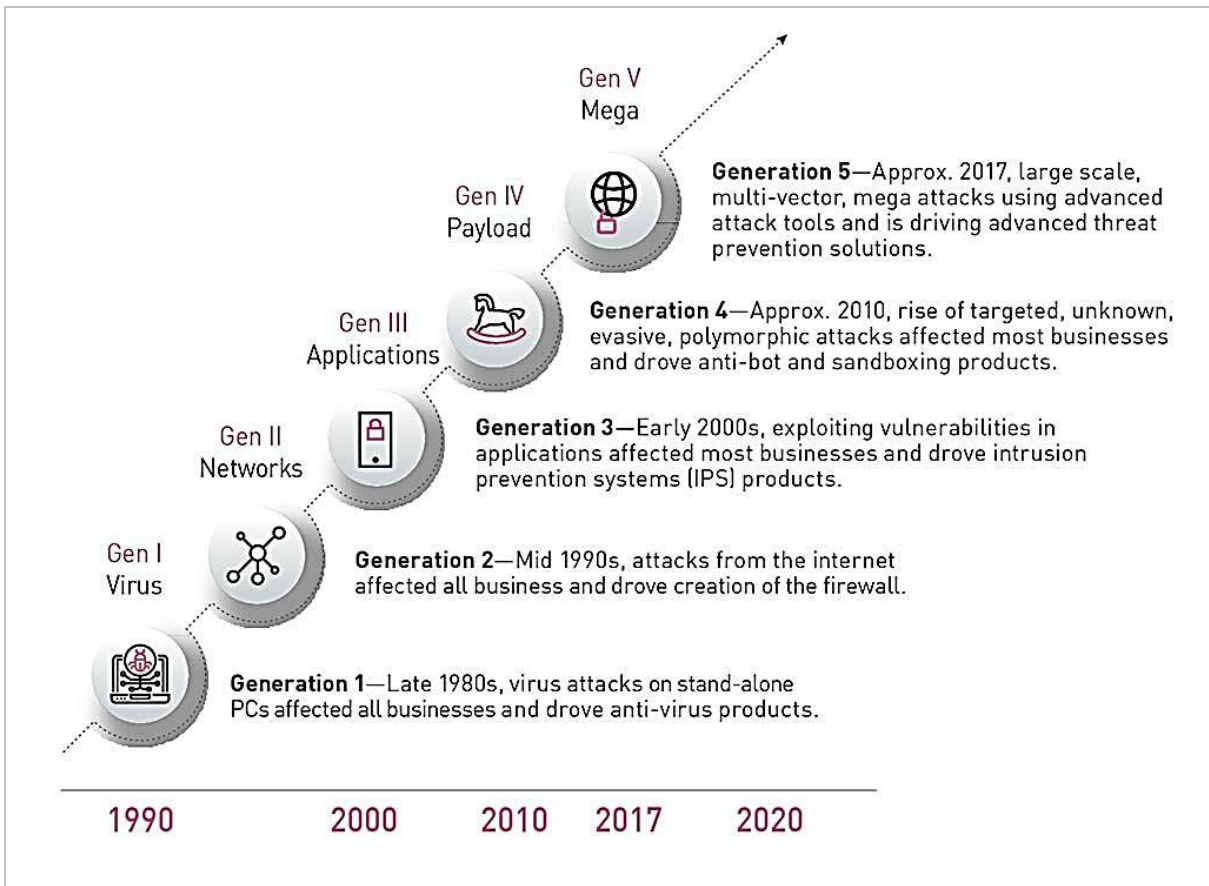 Gen V
Mega
Generation 5—Approx. 2017, large scale,
multi-vector, mega attacks using advanced
attack tools and is driving advanced threat
prevention solutions.
Gen IV
Payload
Generation 4—Approx. 2010, rise of targeted, unknown,
evasive, polymorphic attacks affected most businesses
and drove anti-bot and sandboxing products.
Gen III
Applications
Generation 3—Early 2000s, exploiting vulnerabilities in
applications affected most businesses and drove intrusion
prevention systems (IPS) products.
Gen II
Networks
Generation 2—Mid 1990s, attacks from the internet
affected all business and drove creation of the firewall.
Gen I
Virus
Generation 1—Late 1980s, virus attacks on stand-alone
PCs affected all businesses and drove anti-virus products.
1990 2000 2010 2017 2020